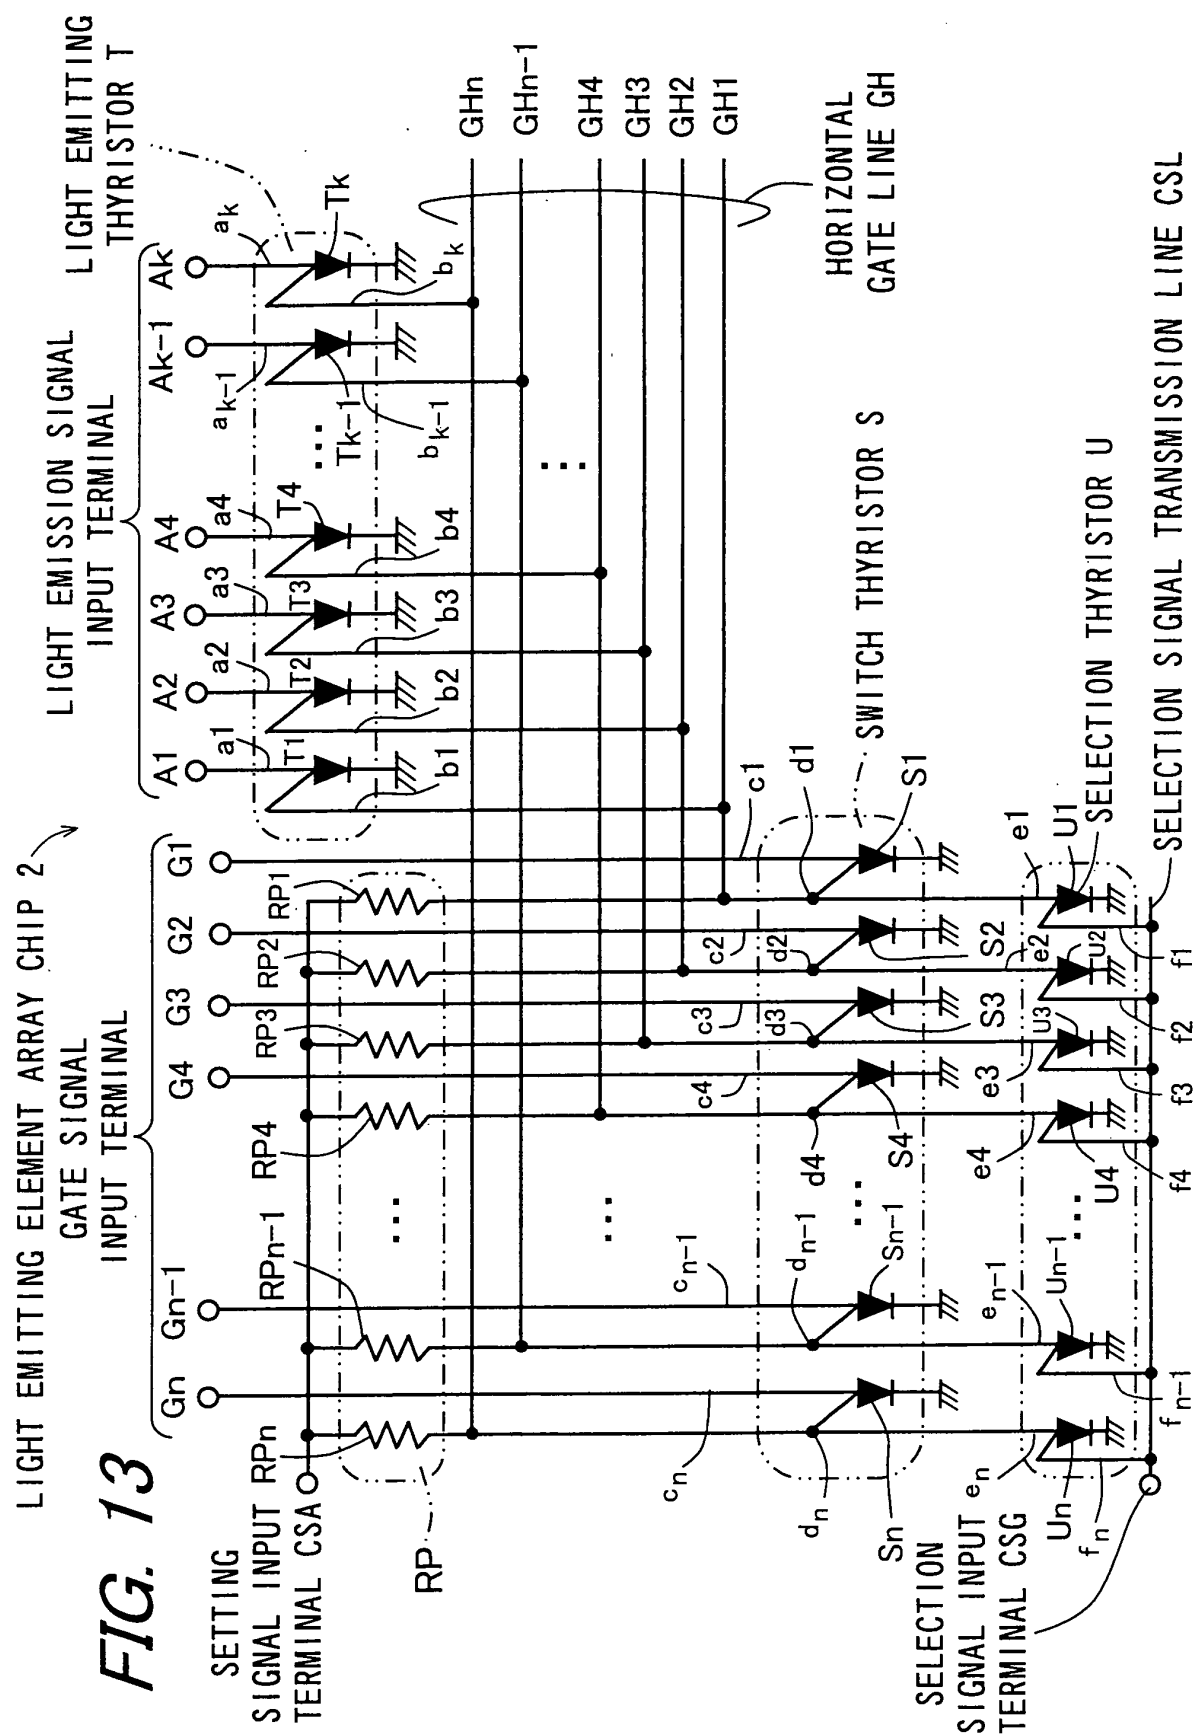 FIG. 13
LIGHT EMITTING ELEMENT ARRAY CHIP 2
GATE SIGNAL
INPUT TERMINAL
LIGHT EMISSION SIGNAL
INPUT TERMINAL
LIGHT EMITTING
THYRISTOR T
Gn
Gn-1
G4
G3
G2
G1
A1
A2
A3
A4
Ak-1
Ak
SETTING
SIGNAL INPUT
TERMINAL CSA
RPn
RPn-1
RP4
RP3
RP2
RP1
RP
a1
a2
a3
a4
ak-1
ak
T1
T2
T3
T4
Tk-1
Tk
...
...
b1
b2
b3
b4
bk-1
bk
GHn
GHn-1
GH4
GH3
GH2
GH1
...
...
HORIZONTAL
GATE LINE GH
cn
cn-1
c4
c3
c2
c1
dn
dn-1
d4
d3
d2
d1
Sn
Sn-1
...
S4
S3
S2
S1
SWITCH THYRISTOR S
en
en-1
e4
e3
e2
e1
SELECTION
SIGNAL INPUT
TERMINAL CSG
Un
Un-1
...
U4
U3
U2
U1
SELECTION THYRISTOR U
fn
fn-1
f4
f3
f2
f1
SELECTION SIGNAL TRANSMISSION LINE CSL